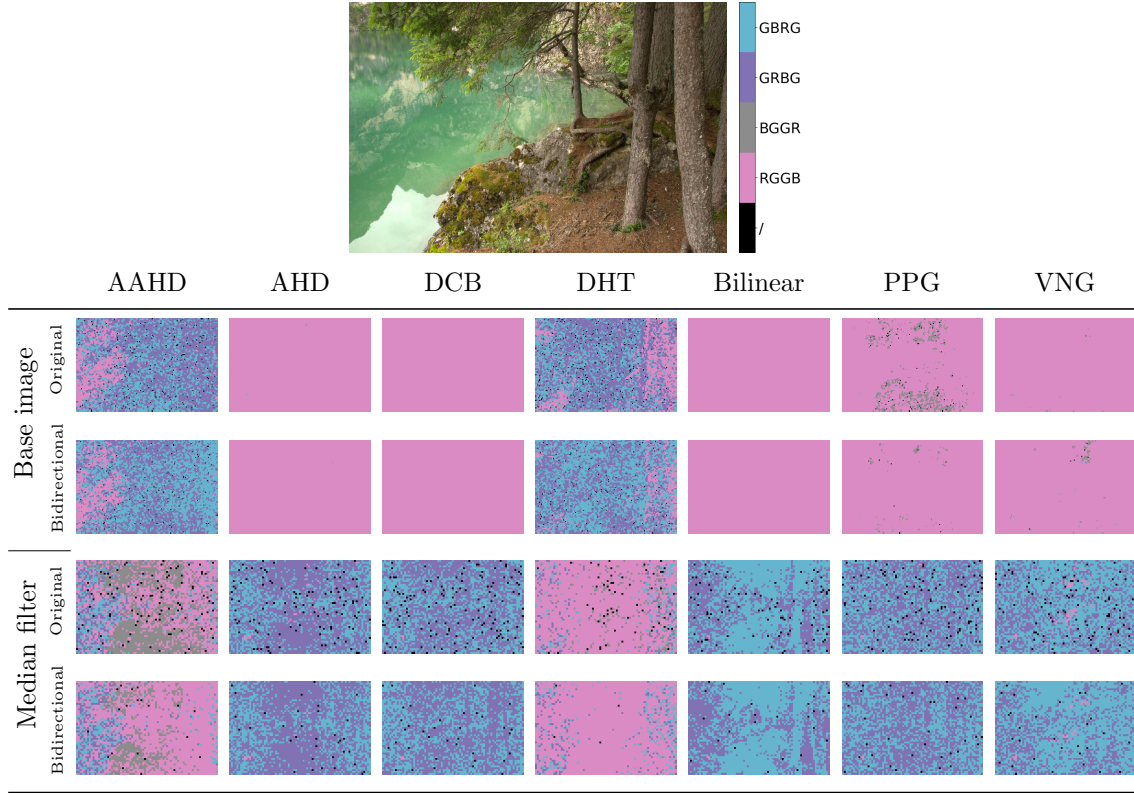 GBRG
GRBG
BGGR
RGGB
/
AAHD AHD DCB DHT Bilinear PPG VNG
Base image
Original
Bidirectional
Median filter
Original
Bidirectional